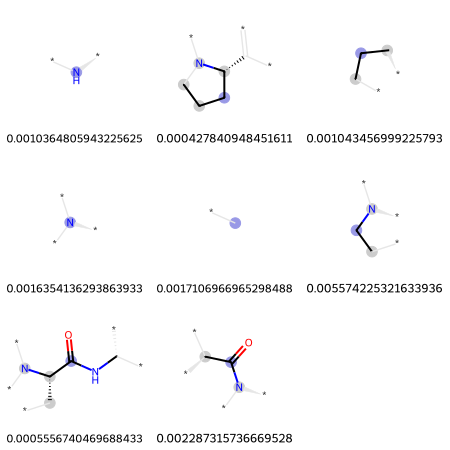 * * N H
* N * *
* *
0.0010364805943225625 0.000427840948451611 0.001043456999225793
* N * *
*
* N * *
0.0016354136293863933 0.0017106966965298488 0.005574225321633936
* O N * * N H * *
* O * N * *
0.0005556740469688433 0.002287315736669528